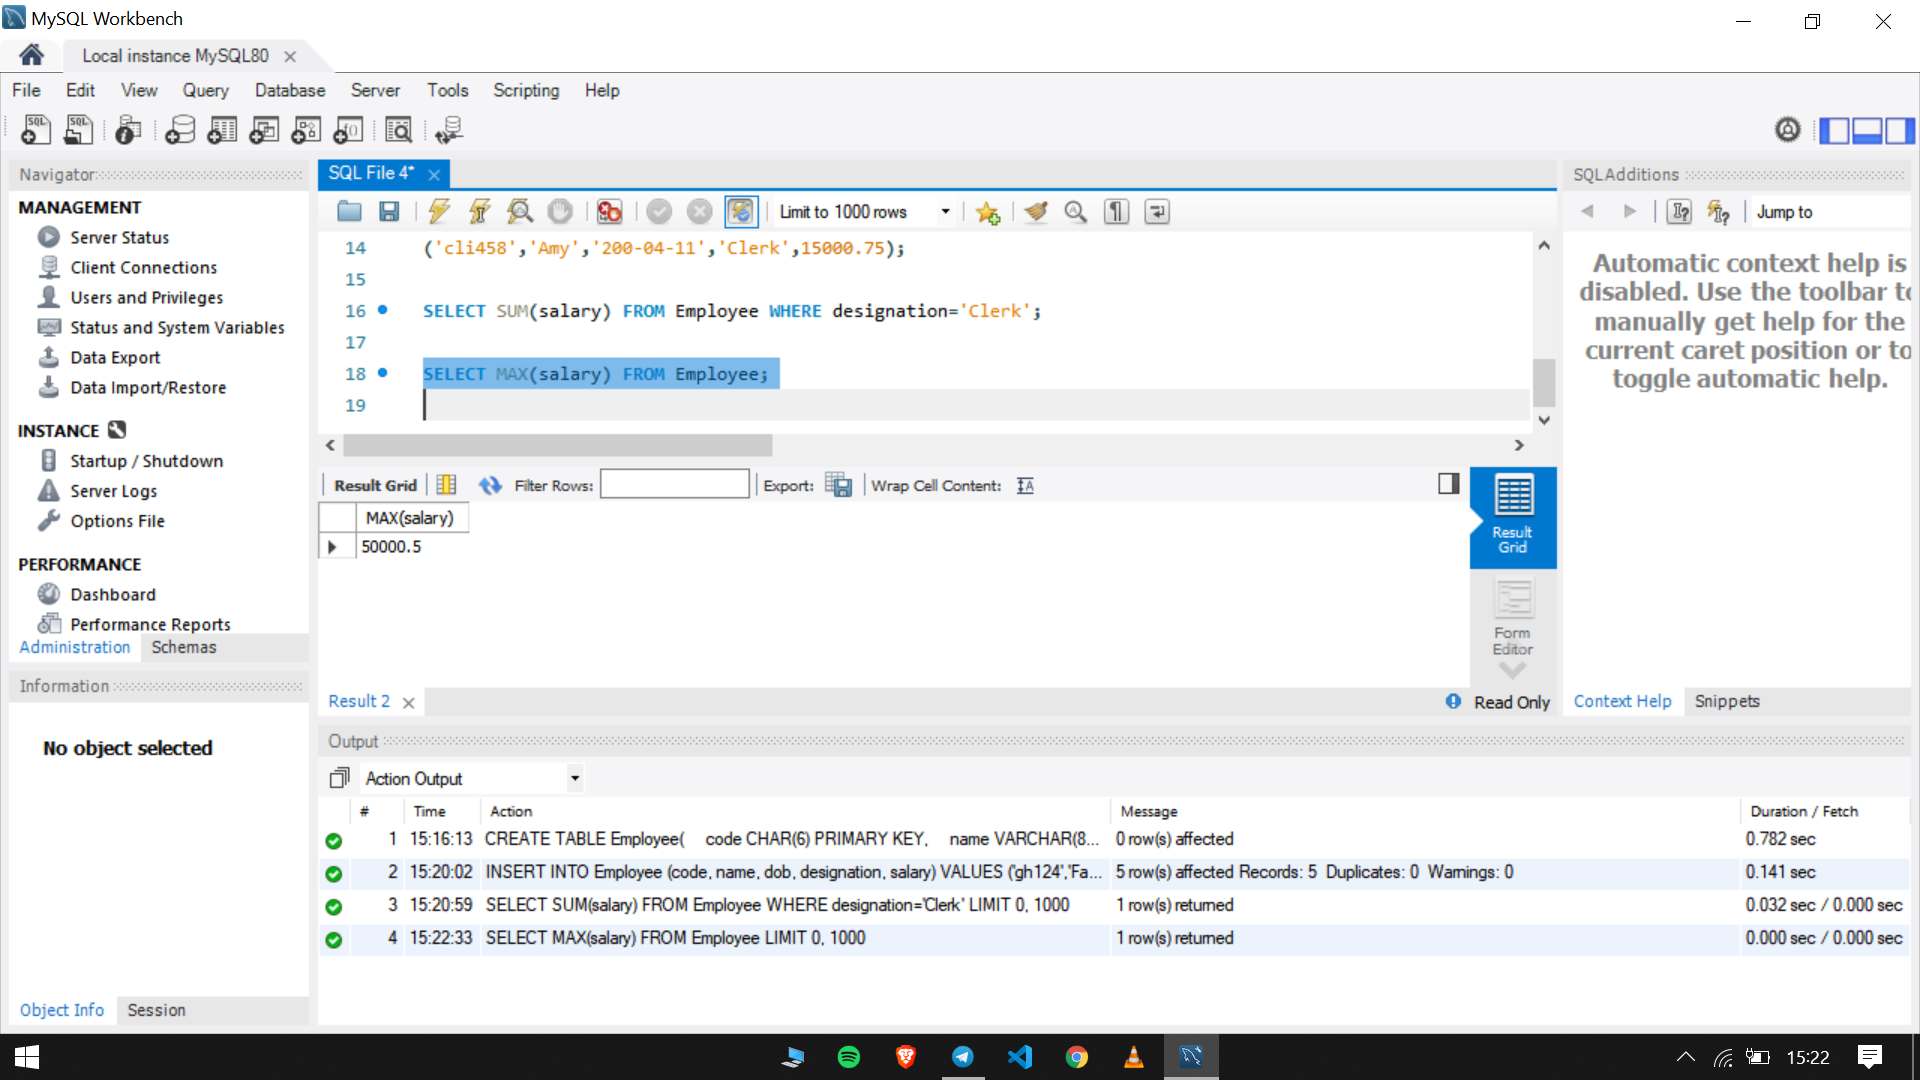 MySQL Workbench
Local instance MySQL80
File Edit View Query Database Server Tools Scripting Help
Navigator
MANAGEMENT
Server Status
Client Connections
Users and Privileges
Status and System Variables
Data Export
Data Import/Restore
INSTANCE
Startup / Shutdown
Server Logs
Options File
PERFORMANCE
Dashboard
Performance Reports
Administration Schemas
Information
No object selected
Object Info Session
SQL File 4*
Limit to 1000 rows
14 ('cli458','Amy','200-04-11','Clerk',15000.75);
15
16 SELECT SUM(salary) FROM Employee WHERE designation='Clerk';
17
18 SELECT MAX(salary) FROM Employee;
19
Result Grid Filter Rows: Export: Wrap Cell Content:
MAX(salary)
50000.5
Result
Grid
Form
Editor
Result 2
Read Only
SQLAdditions
Jump to
Automatic context help is
disabled. Use the toolbar to
manually get help for the
current caret position or to
toggle automatic help.
Context Help Snippets
Output
Action Output
# Time Action Message Duration / Fetch
1 15:16:13 CREATE TABLE Employee( code CHAR(6) PRIMARY KEY, name VARCHAR(8... 0 row(s) affected 0.782 sec
2 15:20:02 INSERT INTO Employee (code, name, dob, designation, salary) VALUES ('gh124','Fa... 5 row(s) affected Records: 5 Duplicates: 0 Warnings: 0 0.141 sec
3 15:20:59 SELECT SUM(salary) FROM Employee WHERE designation='Clerk' LIMIT 0, 1000 1 row(s) returned 0.032 sec / 0.000 sec
4 15:22:33 SELECT MAX(salary) FROM Employee LIMIT 0, 1000 1 row(s) returned 0.000 sec / 0.000 sec
15:22